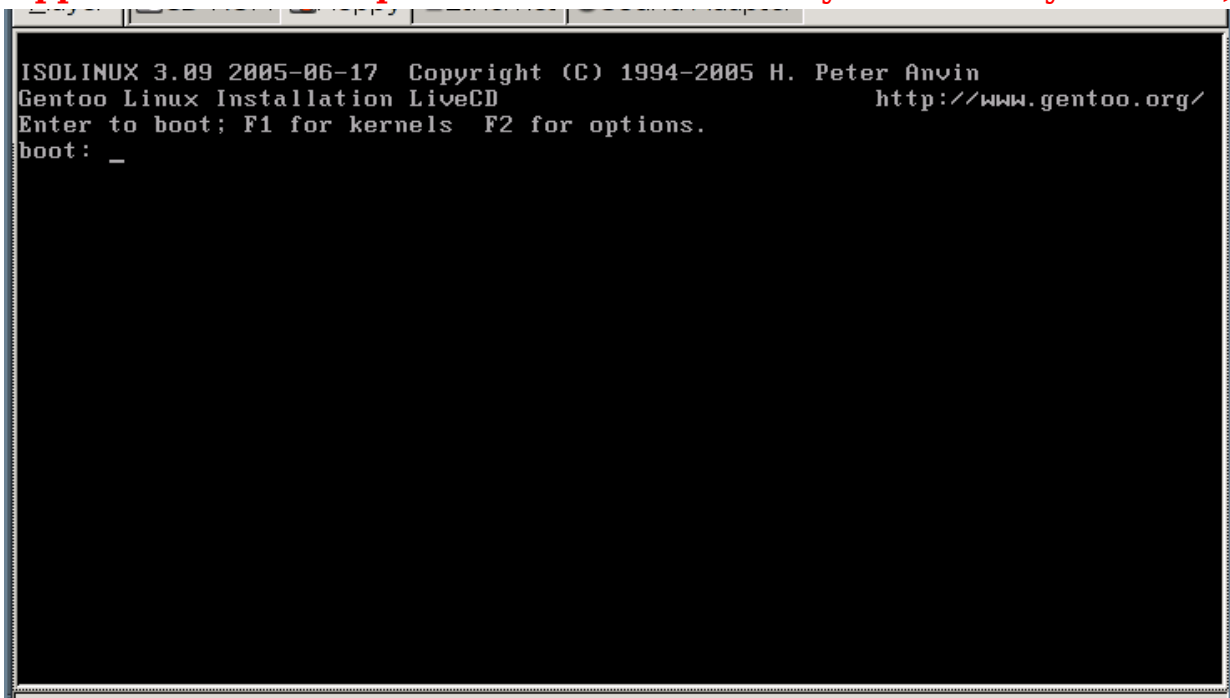 ISOLINUX 3.09 2005-06-17 Copyright (C) 1994-2005 H. Peter Anvin
Gentoo Linux Installation LiveCD http://www.gentoo.org/
Enter to boot; F1 for kernels F2 for options.
boot: _